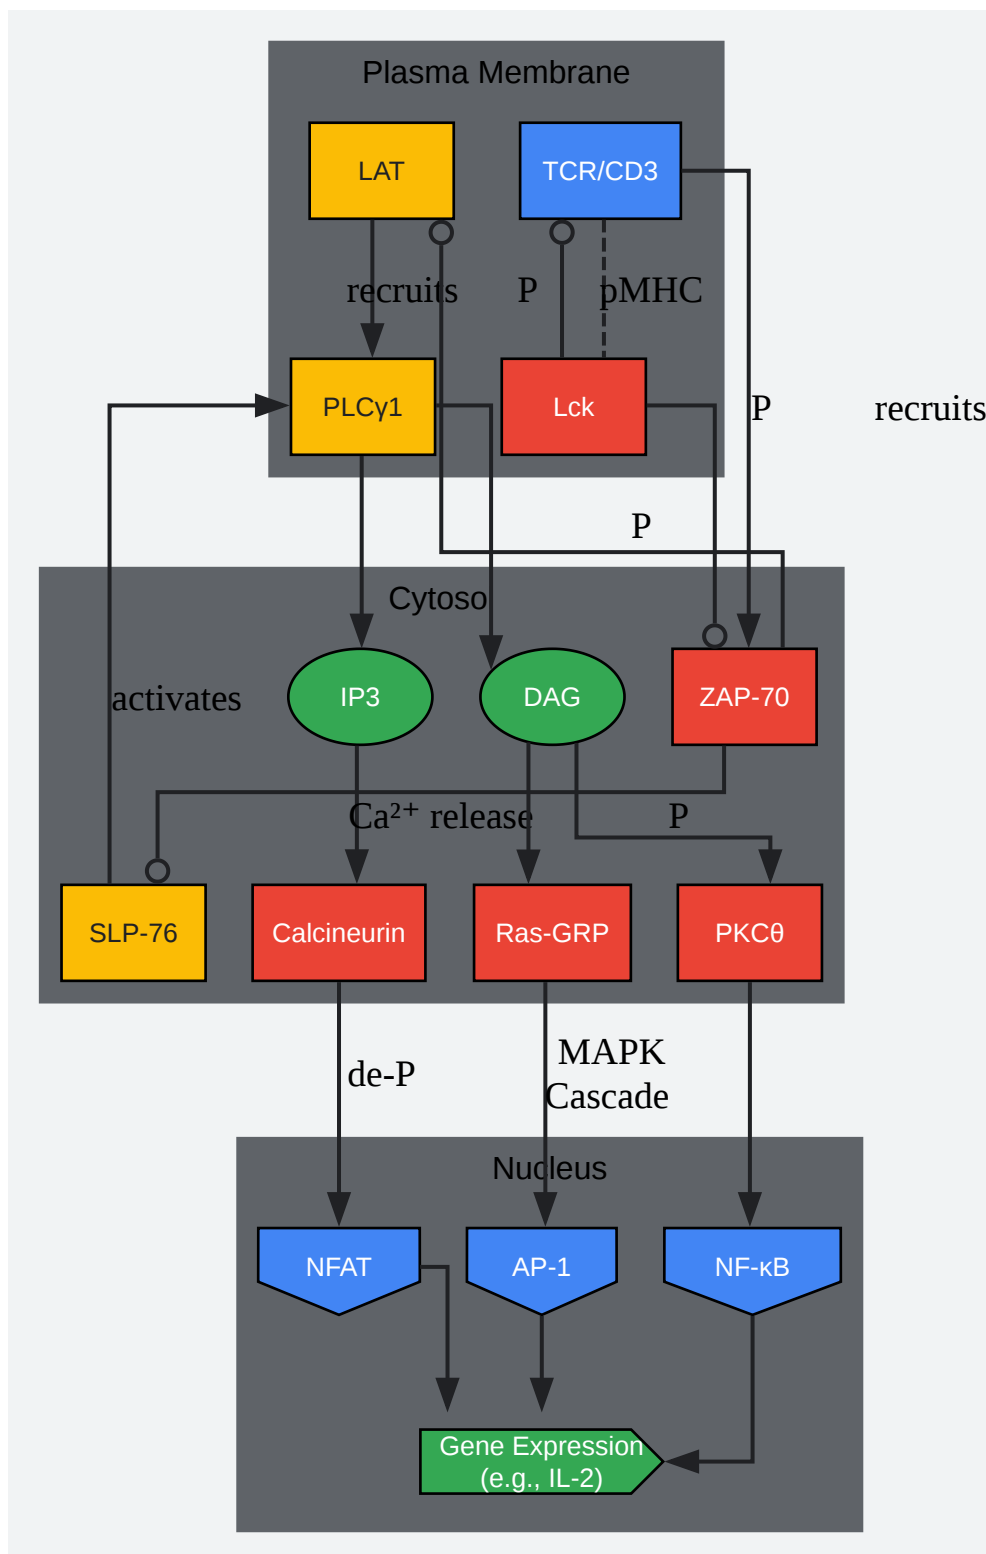 Plasma Membrane
LAT
TCR/CD3
recruits
P
pMHC
PLCγ1
Lck
P
recruits
P
Cytoso
IP3
DAG
ZAP-70
activates
Ca²⁺ release
P
SLP-76
Calcineurin
Ras-GRP
PKCθ
de-P
MAPK
Cascade
Nucleus
NFAT
AP-1
NF-κB
Gene Expression
(e.g., IL-2)